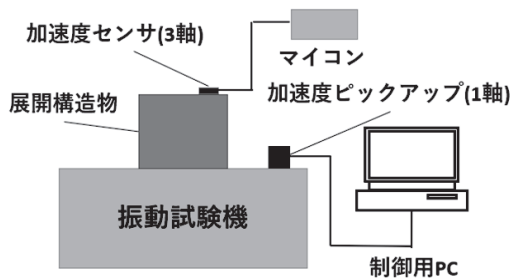 加速度センサ(3軸)
マイコン
展開構造物
加速度ピックアップ(1軸)
振動試験機
制御用PC